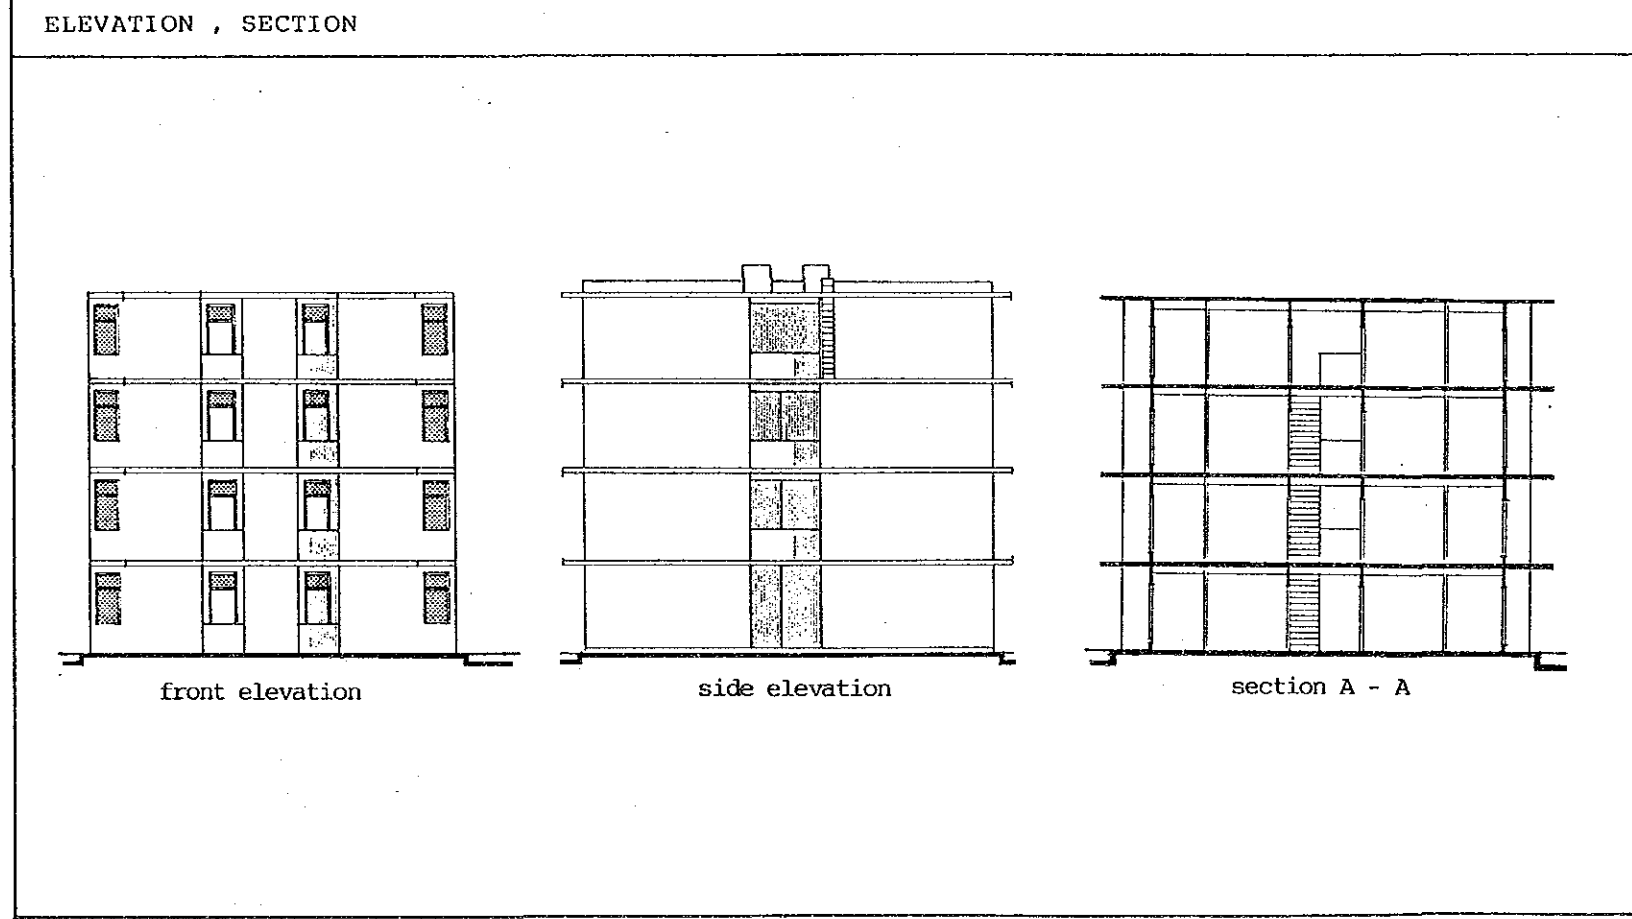 ELEVATION , SECTION
front elevation
side elevation
section A - A